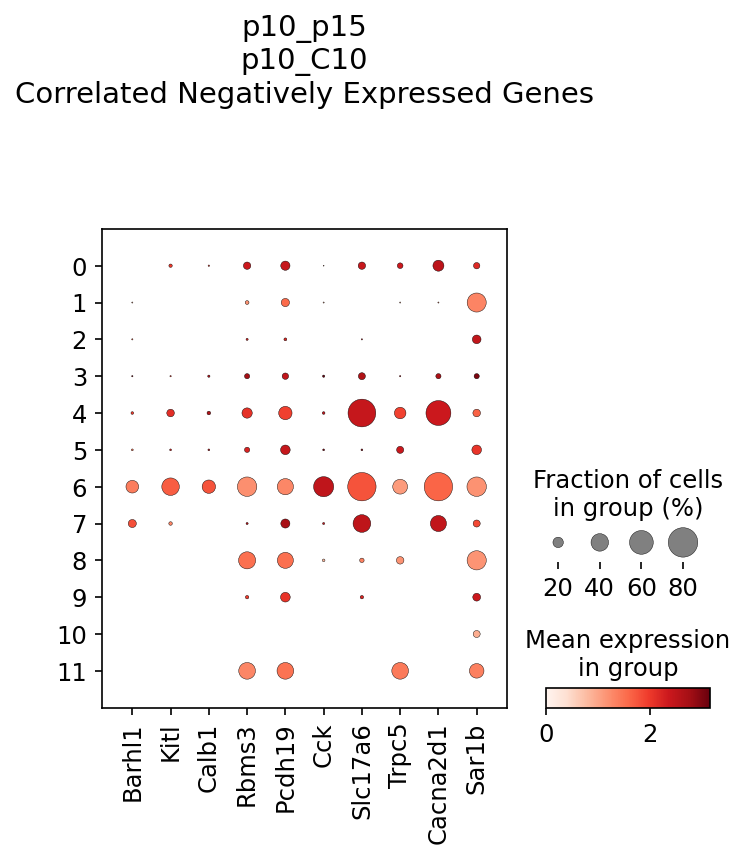 p10_p15
p10_C10
Correlated Negatively Expressed Genes
0
1
2
3
4
5
6
7
8
9
10
11
Barhl1
Kitl
Calb1
Rbms3
Pcdh19
Cck
Slc17a6
Trpc5
Cacna2d1
Sar1b
Fraction of cells
in group (%)
20 40 60 80
Mean expression
in group
0 2